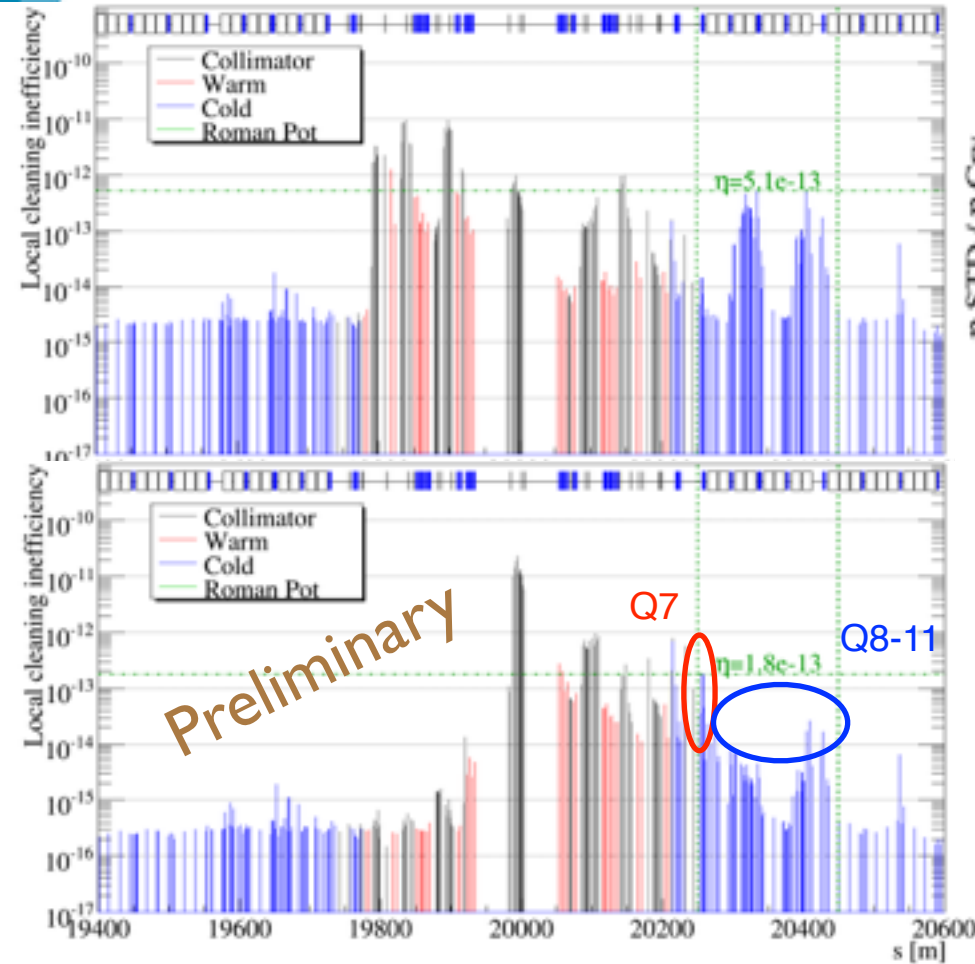 Local cleaning inefficiency
10-10
10-11
10-12
10-13
10-14
10-15
10-16
10-17
Collimator
Warm
Cold
Roman Pot
η=5.1e-13
Local cleaning inefficiency
10-10
10-11
10-12
10-13
10-14
10-15
10-16
10-17
Collimator
Warm
Cold
Roman Pot
Preliminary
Q7
Q8-11
η=1.8e-13
19400
19600
19800
20000
20200
20400
20600
s [m]